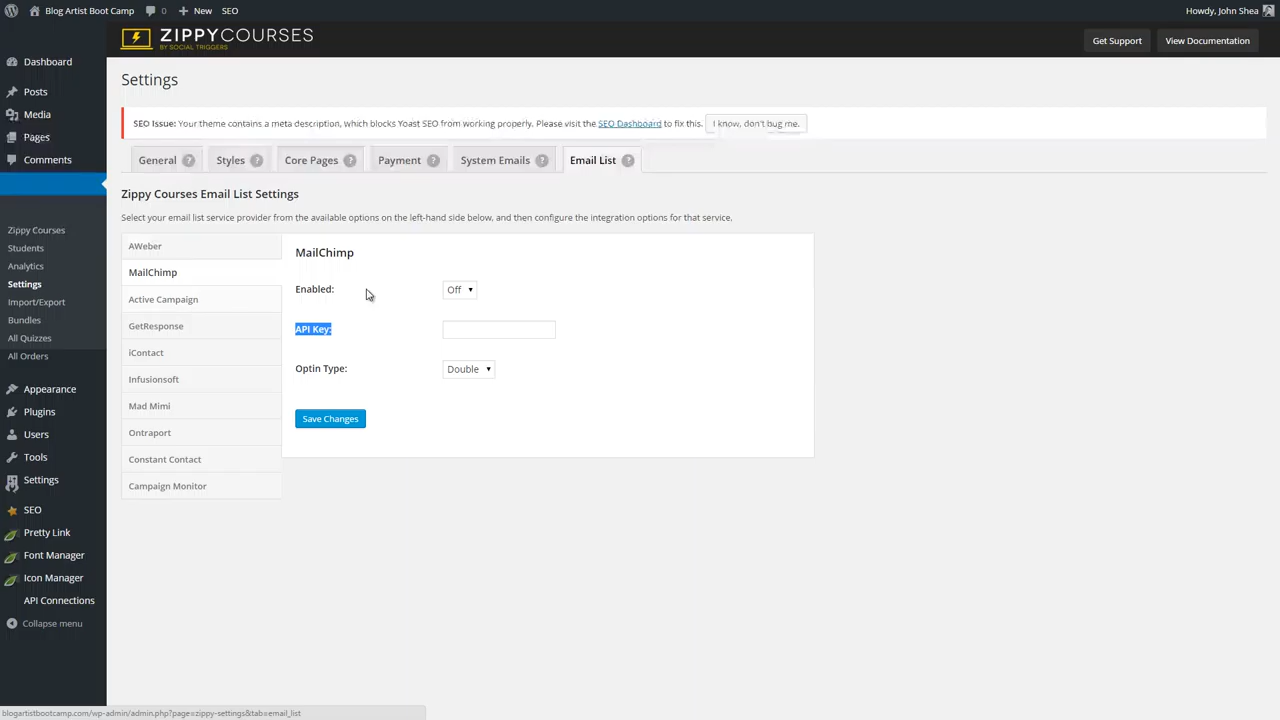 Blog Artist Boot Camp 0 New SEO Howdy, John Shea
ZIPPYCOURSES
BY SOCIAL TRIGGERS
Get Support View Documentation
Dashboard
Posts
Media
Pages
Comments
Zippy Courses
Students
Analytics
Settings
Import/Export
Bundles
All Quizzes
All Orders
Appearance
Plugins
Users
Tools
Settings
SEO
Pretty Link
Font Manager
Icon Manager
API Connections
Collapse menu
Settings
SEO Issue: Your theme contains a meta description, which blocks Yoast SEO from working properly. Please visit the SEO Dashboard to fix this. I know, don't bug me.
General ? Styles ? Core Pages ? Payment ? System Emails ? Email List ?
Zippy Courses Email List Settings
Select your email list service provider from the available options on the left-hand side below, and then configure the integration options for that service.
AWeber
MailChimp
Active Campaign
GetResponse
iContact
Infusionsoft
Mad Mimi
Ontraport
Constant Contact
Campaign Monitor
MailChimp
Enabled: Off
API Key:
Optin Type: Double
Save Changes
blogartistbootcamp.com/wp-admin/admin.php?page=zippy-settings&tab=email_list